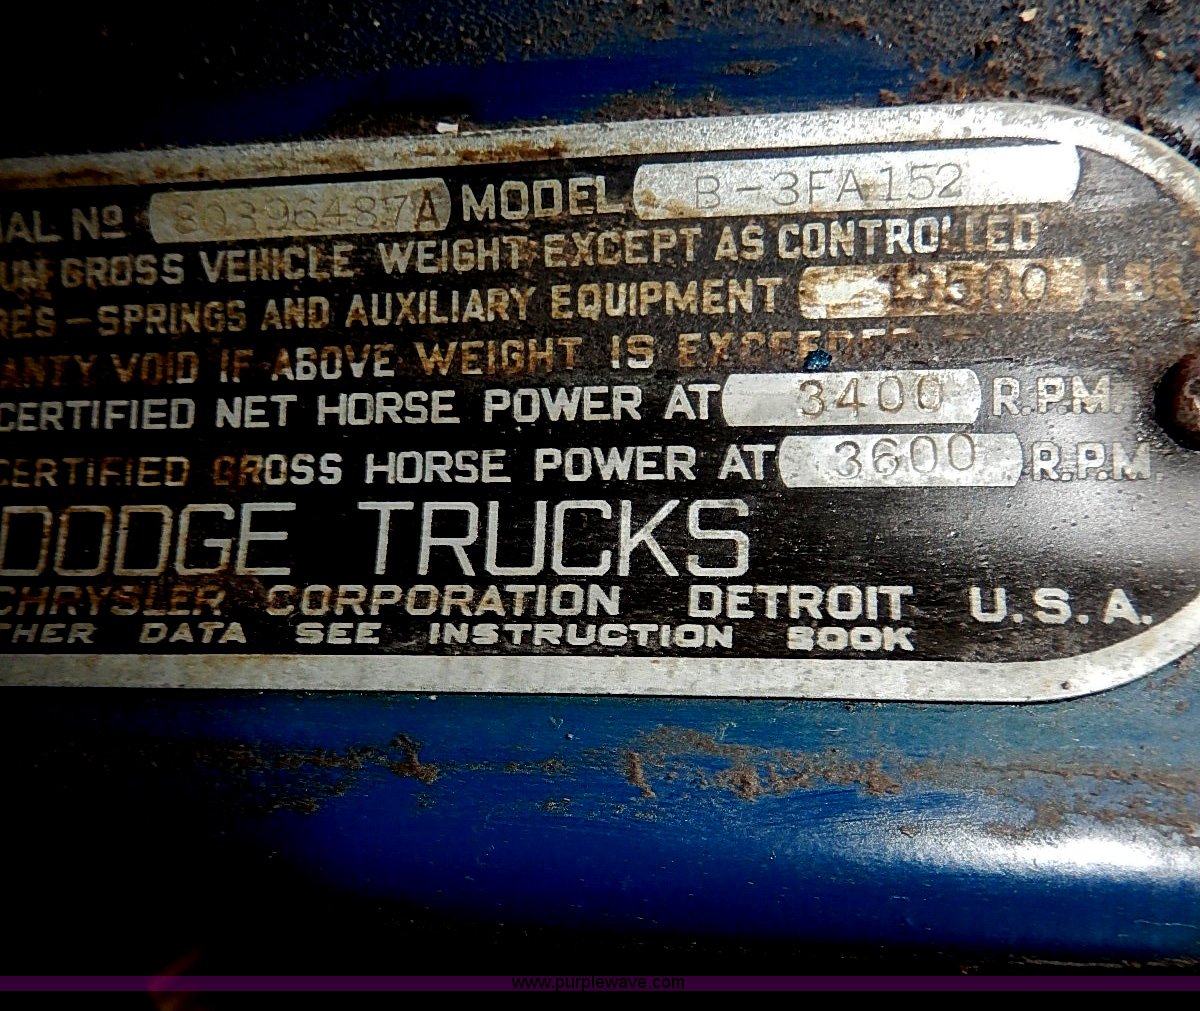 IAL Nº 80396487A MODEL B-3FA152
UM GROSS VEHICLE WEIGHT EXCEPT AS CONTROLLED
RES-SPRINGS AND AUXILIARY EQUIPMENT LBS
ANTY VOID IF ABOVE WEIGHT IS EXCEEDED
CERTIFIED NET HORSE POWER AT 3400 R.P.M.
CERTIFIED GROSS HORSE POWER AT 3600 R.P.M.
DODGE TRUCKS
CHRYSLER CORPORATION DETROIT U.S.A.
THER DATA SEE INSTRUCTION BOOK
www.purplewave.com